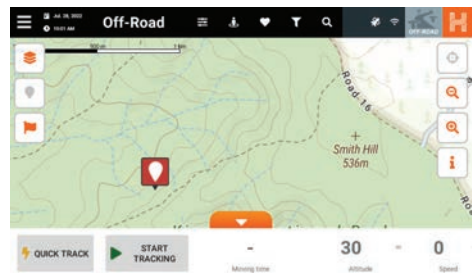 Jul 28, 2022
10:01 AM
Off-Road
OFF-ROAD
H
500 m
1 km
Road 16
Smith Hill
536m
QUICK TRACK
START
TRACKING
-
Moving time
30
Altitude
-
0
Speed